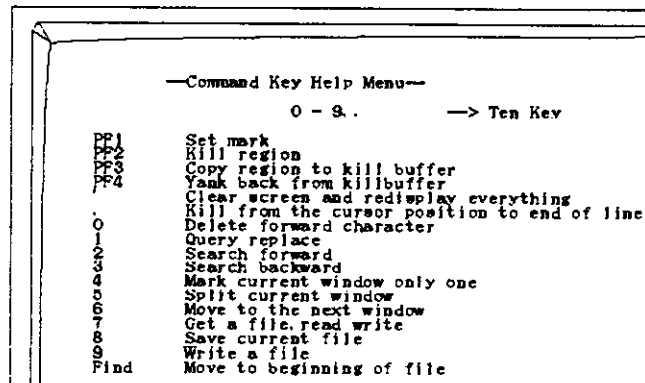 —Command Key Help Menu—
0 - 9..  —> Ten Key
PF1 Set mark
PF2 Kill region
PF3 Copy region to kill buffer
PF4 Yank back from killbuffer
Clear screen and redisplay everything
. Kill from the cursor position to end of line
0 Delete forward character
1 Query replace
2 Search forward
3 Search backward
4 Mark current window only one
5 Split current window
6 Move to the next window
7 Get a file, read write
8 Save current file
9 Write a file
Find Move to beginning of file